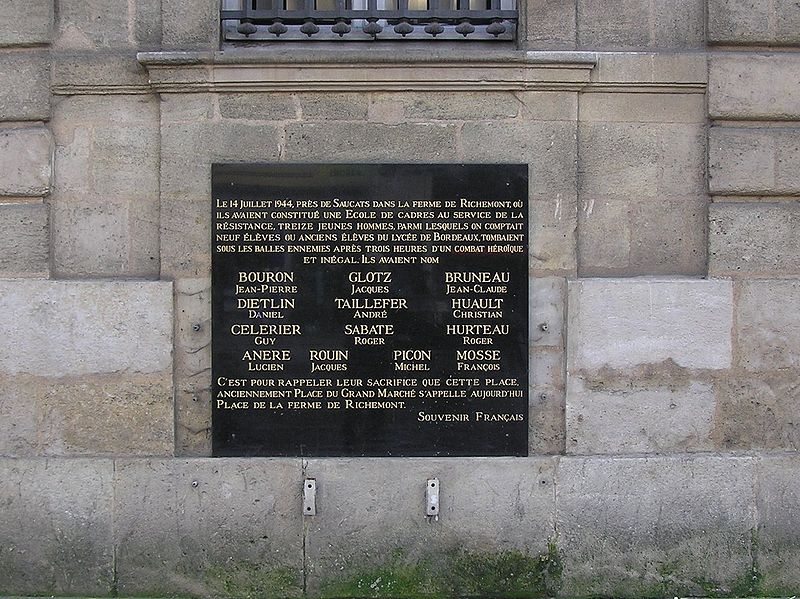 Le 14 juillet 1944, près de Saucats dans la ferme de Richemont, où
ils avaient constitué une Ecole de cadres au service de la
résistance, treize jeunes hommes, parmi lesquels on comptait
neuf élèves ou anciens élèves du lycée de Bordeaux, tombaient
sous les balles ennemies après trois heures d'un combat héroïque
et inégal. Ils avaient nom
BOURON GLOTZ BRUNEAU
Jean-Pierre Jacques Jean-Claude
DIETLIN TAILLEFER HUAULT
Daniel André Christian
CELERIER SABATE HURTEAU
Guy Roger Roger
ANERE ROUIN PICON MOSSE
Lucien Jacques Michel François
C'est pour rappeler leur sacrifice que cette place,
anciennement Place du Grand Marché s'appelle aujourd'hui
Place de la ferme de Richemont.
Souvenir Français